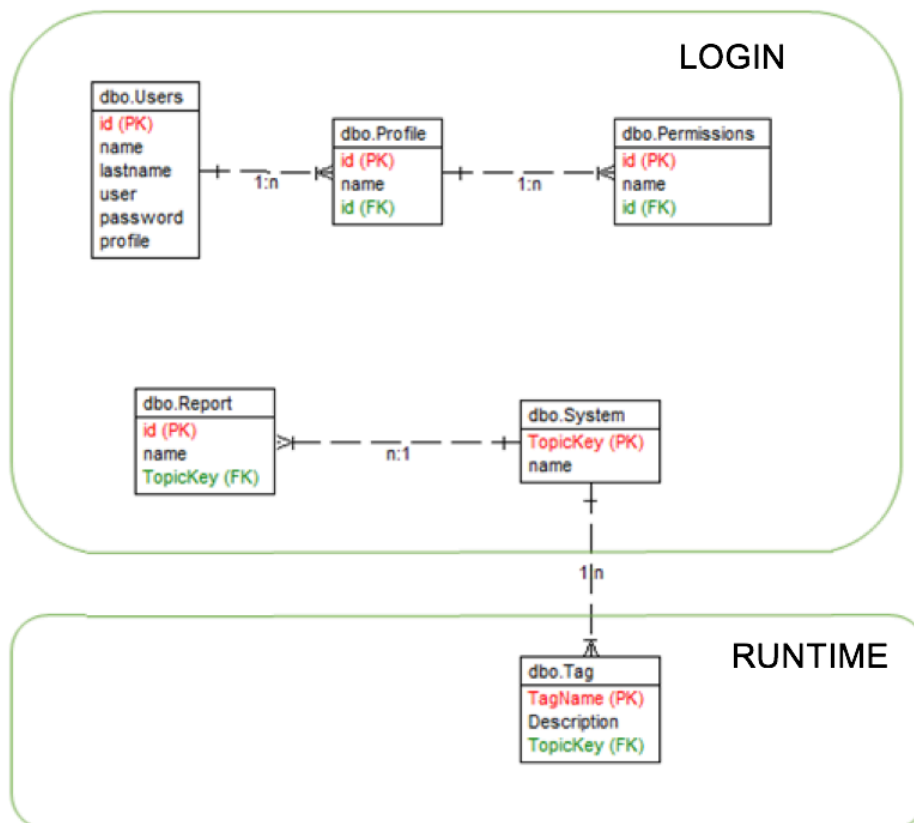 LOGIN
dbo.Users
id (PK)
name
lastname
user
password
profile
1:n
dbo.Profile
id (PK)
name
id (FK)
1:n
dbo.Permissions
id (PK)
name
id (FK)
dbo.Report
id (PK)
name
TopicKey (FK)
n:1
dbo.System
TopicKey (PK)
name
1:n
RUNTIME
dbo.Tag
TagName (PK)
Description
TopicKey (FK)